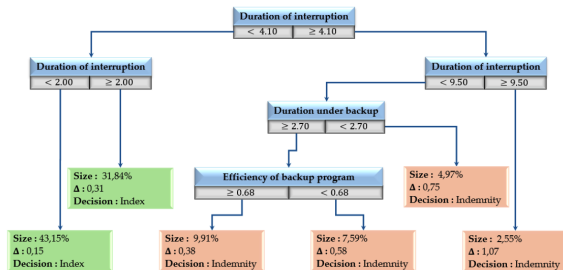 Duration of interruption
< 4.10 ≥ 4.10
Duration of interruption
< 2.00 ≥ 2.00
Duration of interruption
< 9.50 ≥ 9.50
Duration under backup
≥ 2.70 < 2.70
Efficiency of backup program
≥ 0.68 < 0.68
Size : 31,84%
Δ : 0,31
Decision : Index
Size : 4,97%
Δ : 0,75
Decision : Indemnity
Size : 43,15%
Δ : 0,15
Decision : Index
Size : 9,91%
Δ : 0,38
Decision : Indemnity
Size : 7,59%
Δ : 0,58
Decision : Indemnity
Size : 2,55%
Δ : 1,07
Decision : Indemnity